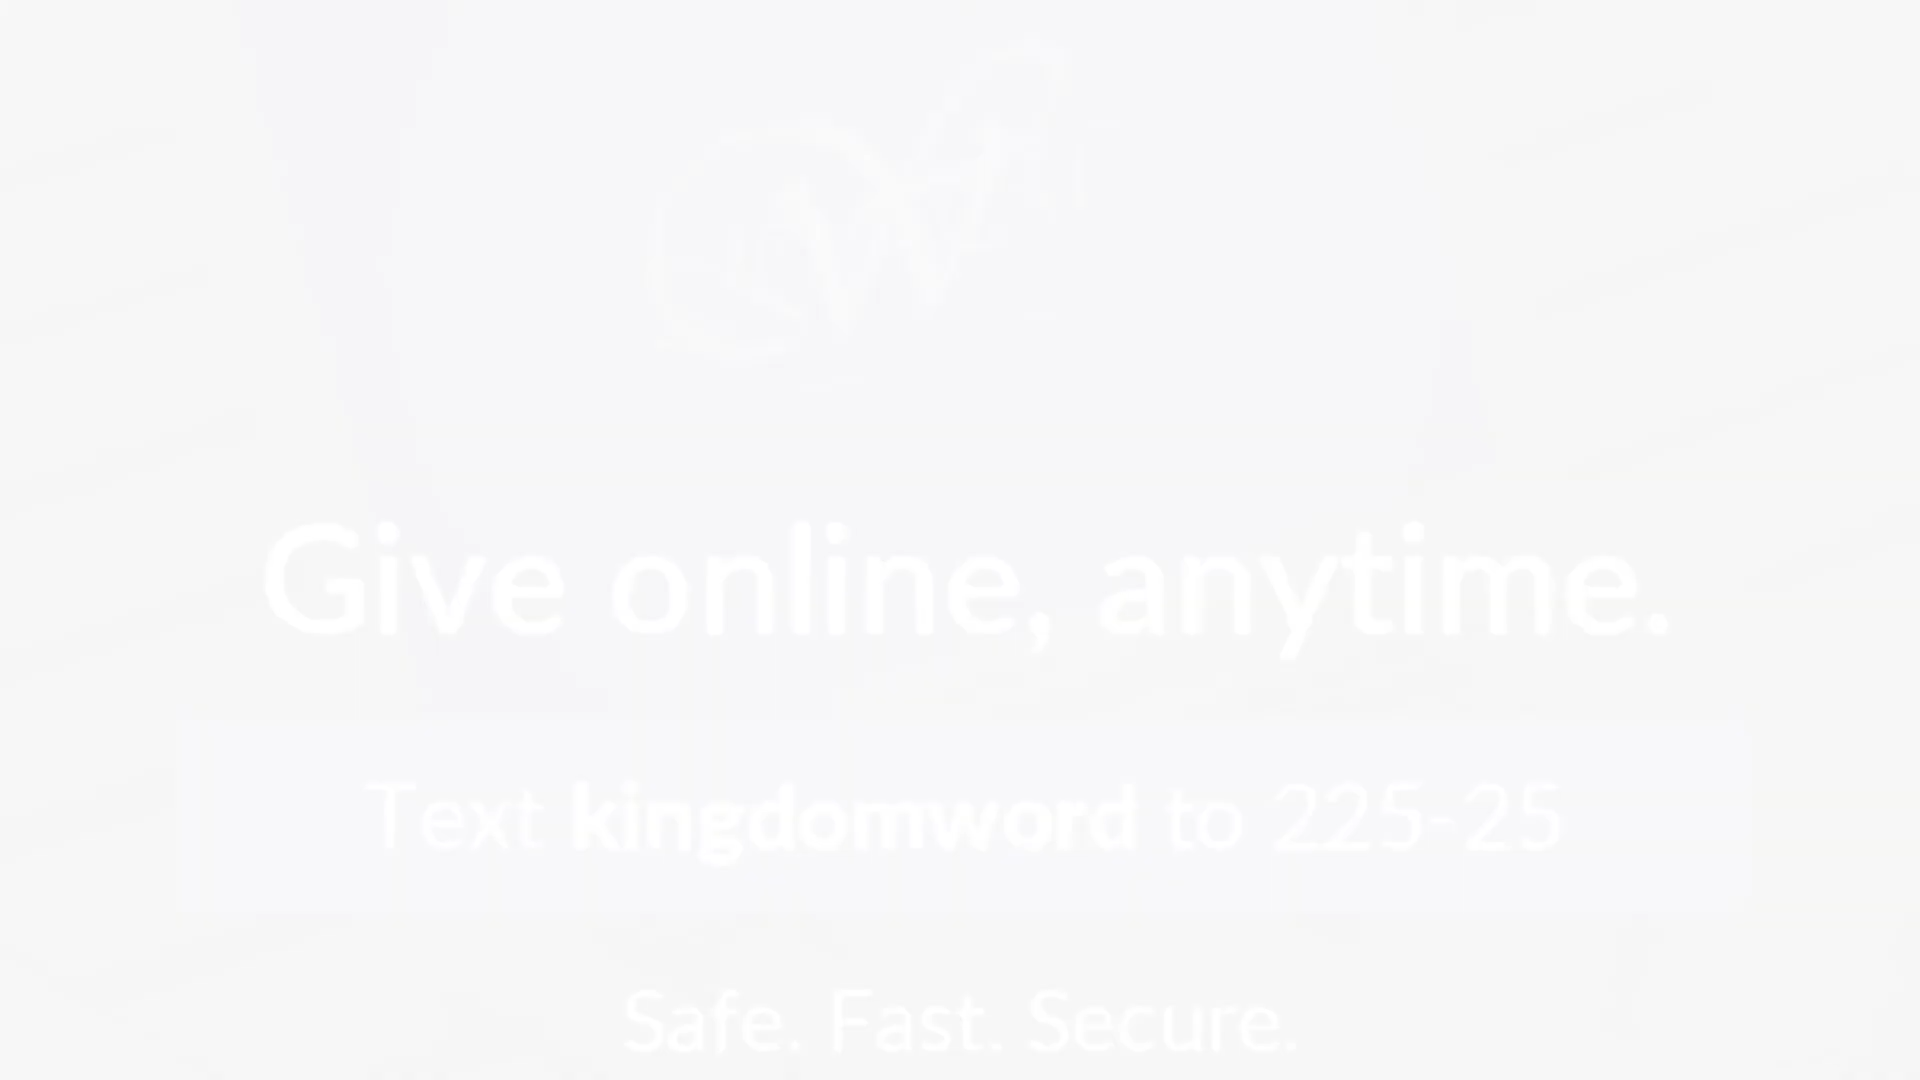 Give online, anytime.
Text kingdomword to 225-25
Safe. Fast. Secure.